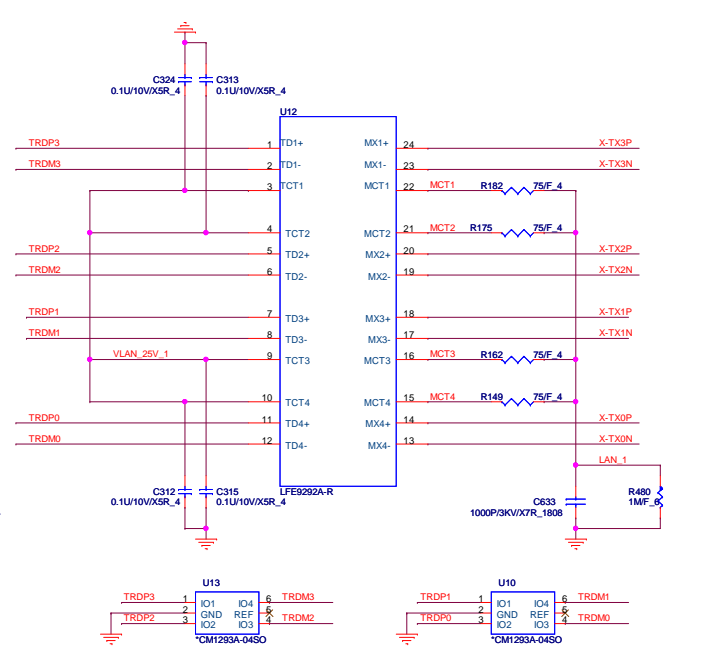 C324 C313
0.1U/10V/X5R_4 0.1U/10V/X5R_4
U12
TRDP3 1 TD1+ MX1+ 24 X-TX3P
TRDM3 2 TD1- MX1- 23 X-TX3N
3 TCT1 MCT1 22 MCT1 R182 75/F_4
4 TCT2 MCT2 21 MCT2 R175 75/F_4
TRDP2 5 TD2+ MX2+ 20 X-TX2P
TRDM2 6 TD2- MX2- 19 X-TX2N
TRDP1 7 TD3+ MX3+ 18 X-TX1P
TRDM1 8 TD3- MX3- 17 X-TX1N
VLAN_25V_1 9 TCT3 MCT3 16 MCT3 R162 75/F_4
10 TCT4 MCT4 15 MCT4 R149 75/F_4
TRDP0 11 TD4+ MX4+ 14 X-TX0P
TRDM0 12 TD4- MX4- 13 X-TX0N
LAN_1
C312 C315 LFE9292A-R R480
0.1U/10V/X5R_4 0.1U/10V/X5R_4 C633 1M/F_6
1000P/3KV/X7R_1808
U13 U10
TRDP3 1 IO1 IO4 6 TRDM3 TRDP1 1 IO1 IO4 6 TRDM1
2 GND REF 5 2 GND REF 5
TRDP2 3 IO2 IO3 4 TRDM2 TRDP0 3 IO2 IO3 4 TRDM0
*CM1293A-04SO *CM1293A-04SO